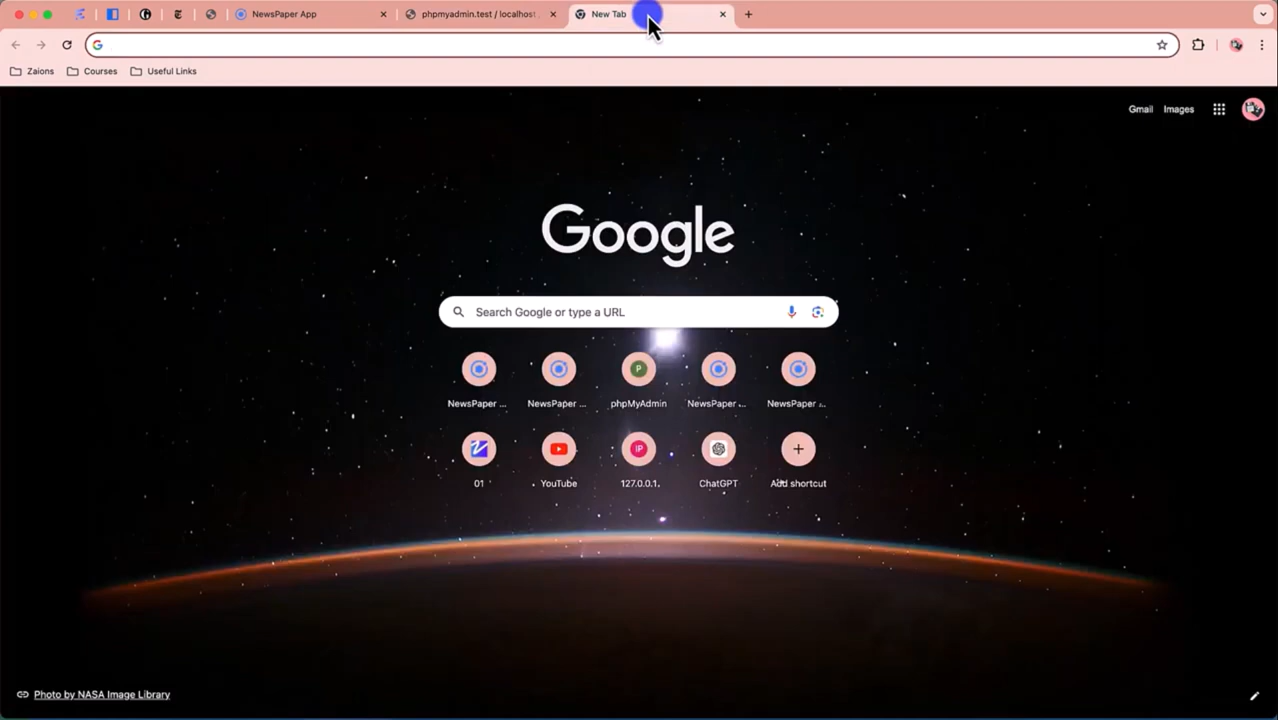 NewsPaper App
phpmyadmin.test / localhost
New Tab
Zaions
Courses
Useful Links
Gmail
Images
Google
Search Google or type a URL
NewsPaper ...
NewsPaper ...
phpMyAdmin
NewsPaper ...
NewsPaper ...
01
YouTube
127.0.0.1
ChatGPT
Add shortcut
Photo by NASA Image Library